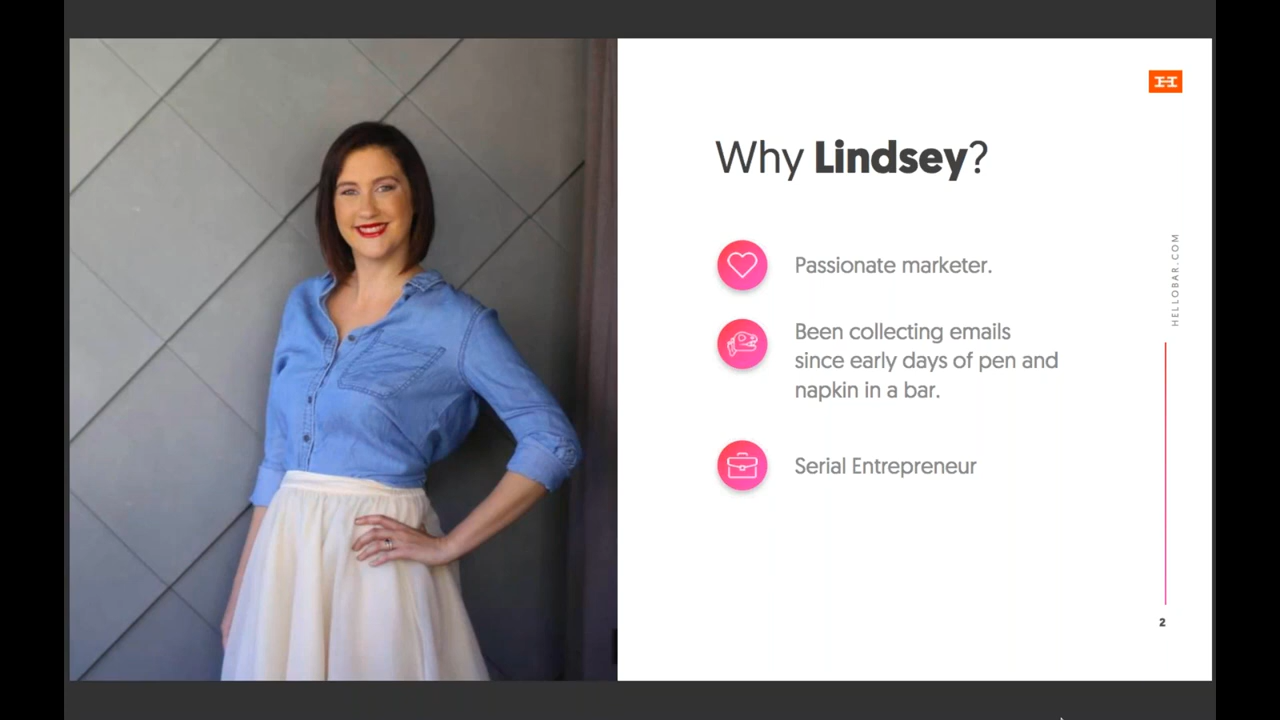 Why Lindsey?
Passionate marketer.
Been collecting emails
since early days of pen and
napkin in a bar.
Serial Entrepreneur
HELLOBAR.COM
2